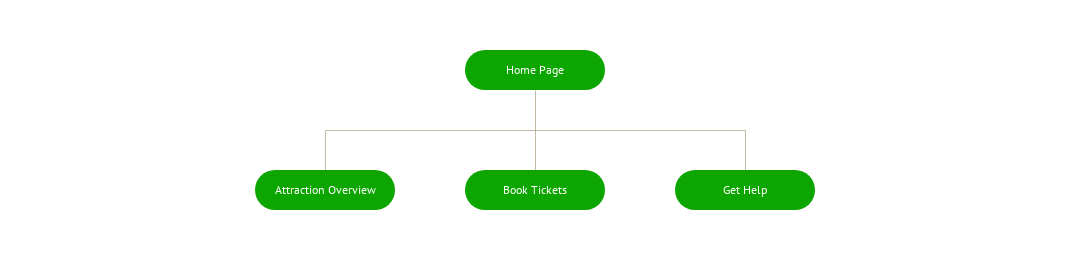 Home Page
Attraction Overview
Book Tickets
Get Help